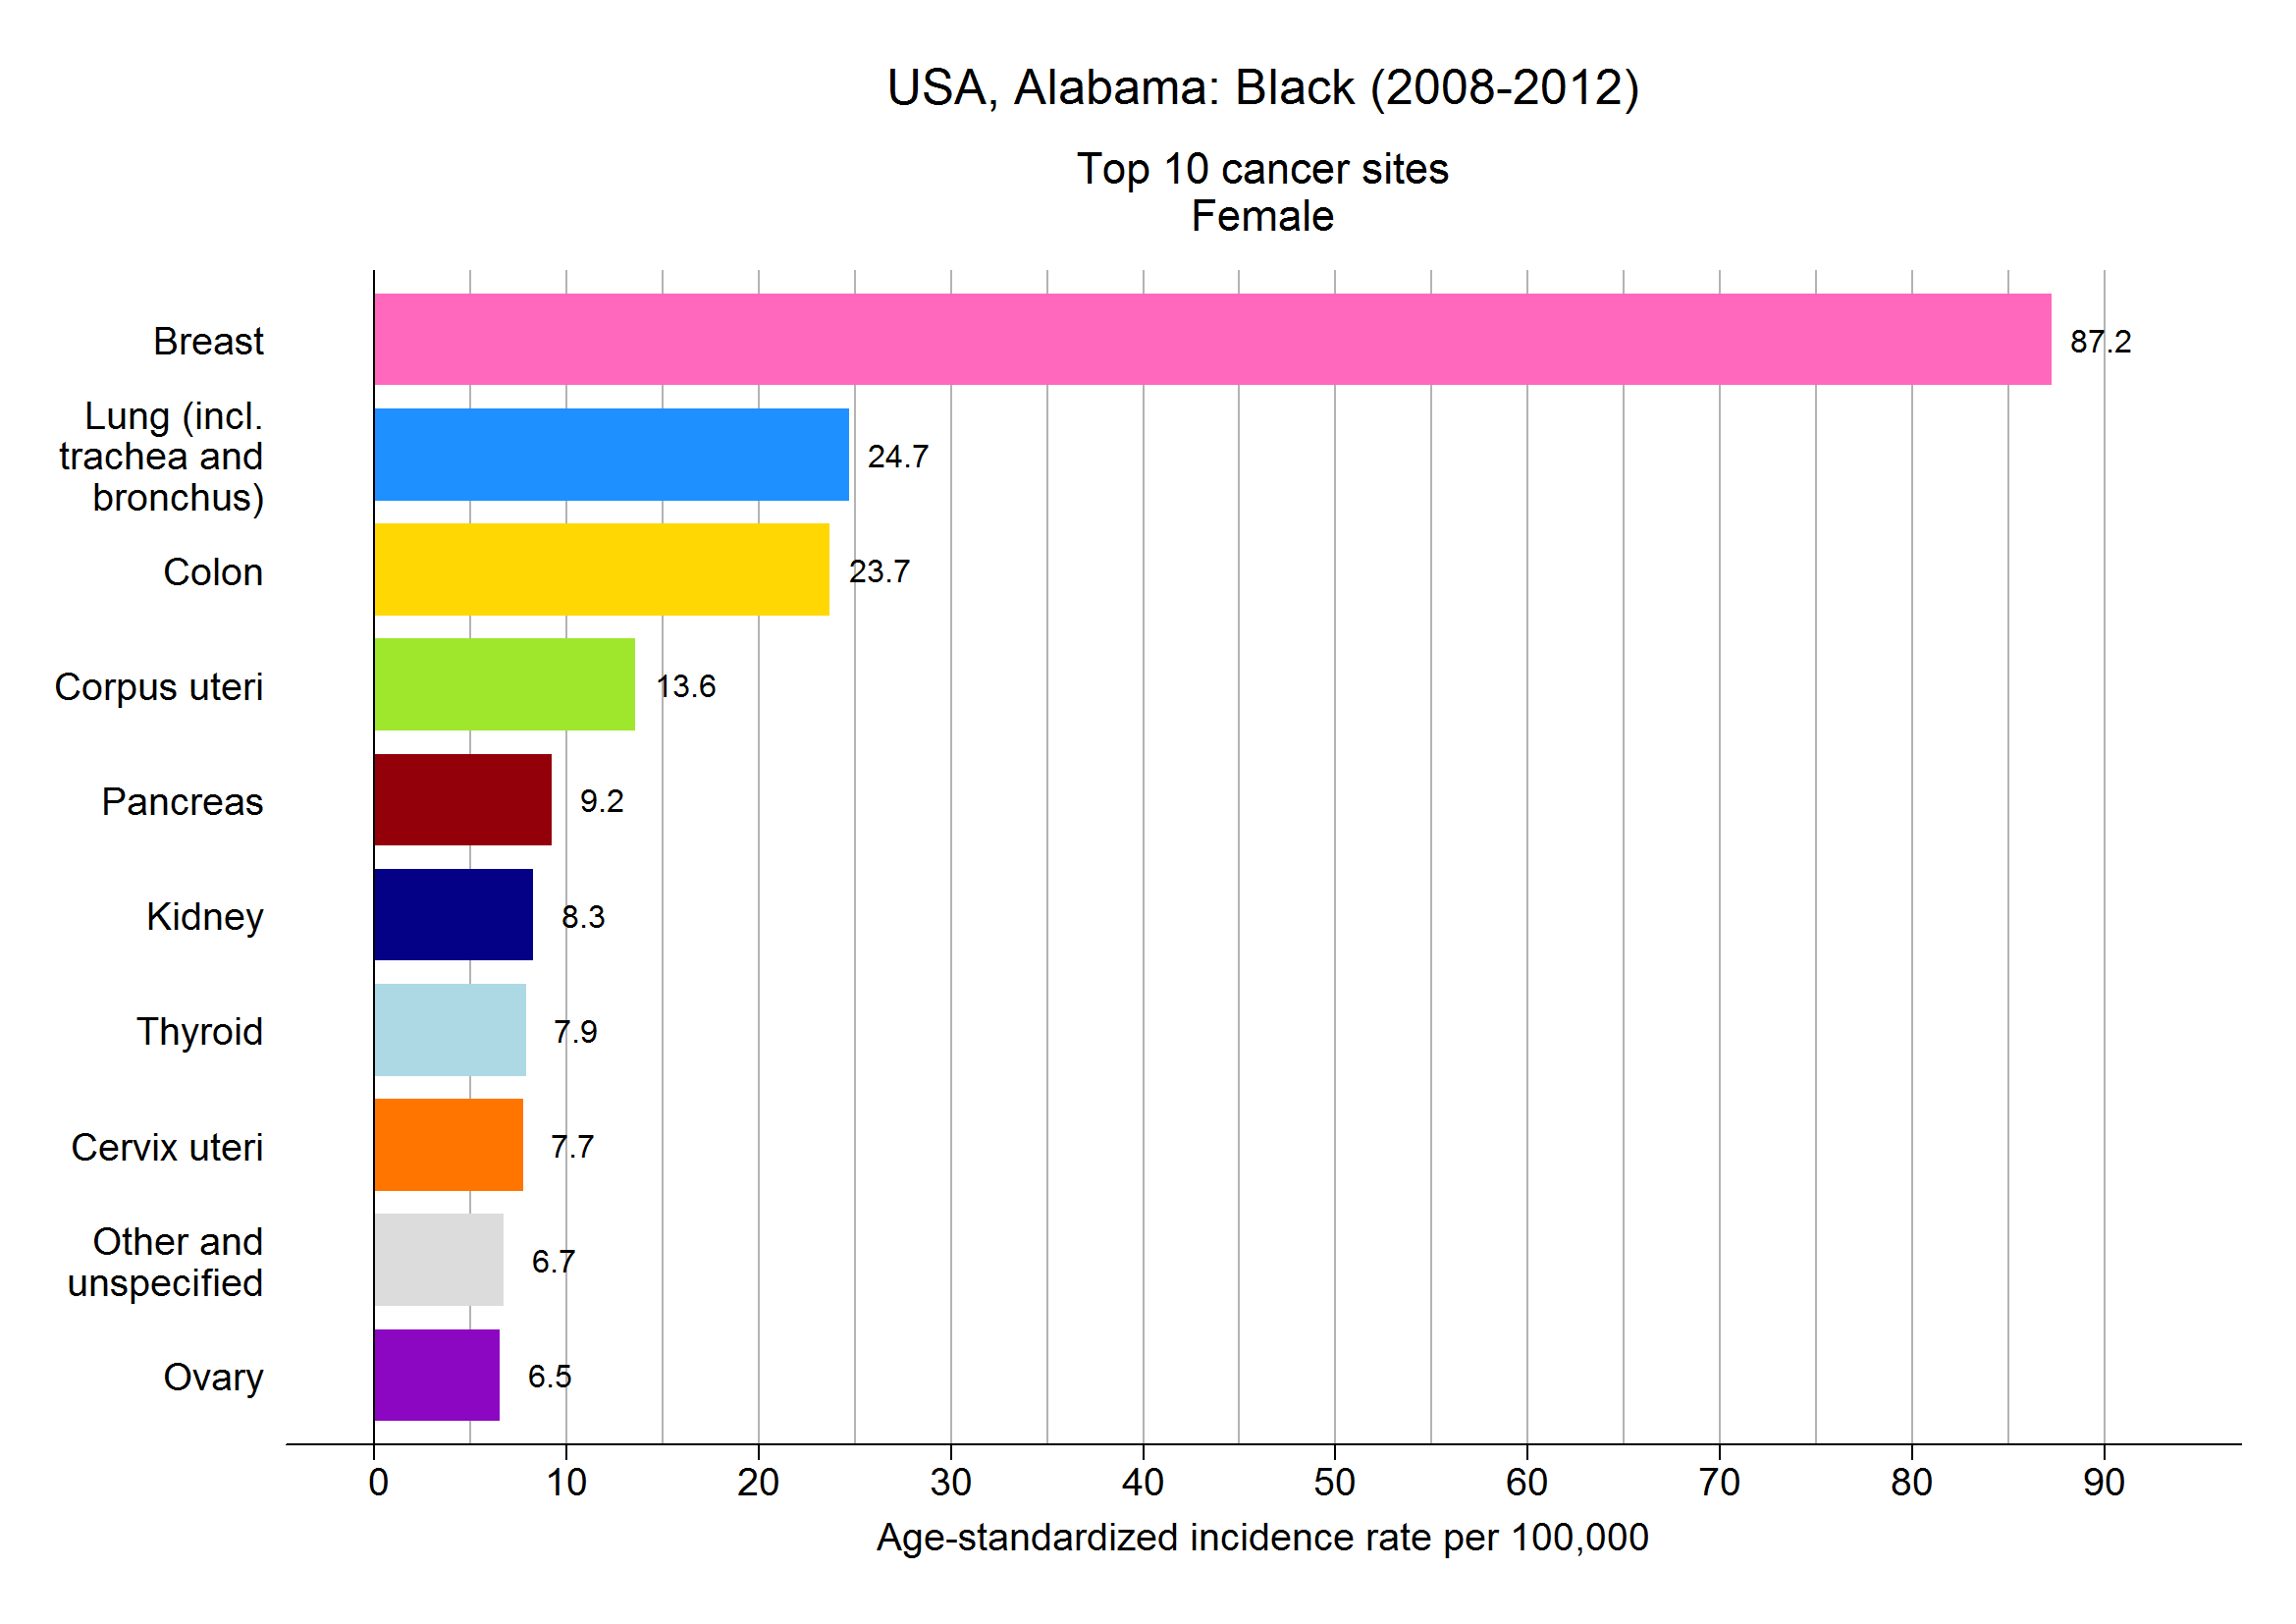 USA, Alabama: Black (2008-2012)
Top 10 cancer sites
Female
Breast
87.2
Lung (incl.
trachea and
bronchus)
24.7
Colon
23.7
Corpus uteri
13.6
Pancreas
9.2
Kidney
8.3
Thyroid
7.9
Cervix uteri
7.7
Other and
unspecified
6.7
Ovary
6.5
0 10 20 30 40 50 60 70 80 90
Age-standardized incidence rate per 100,000